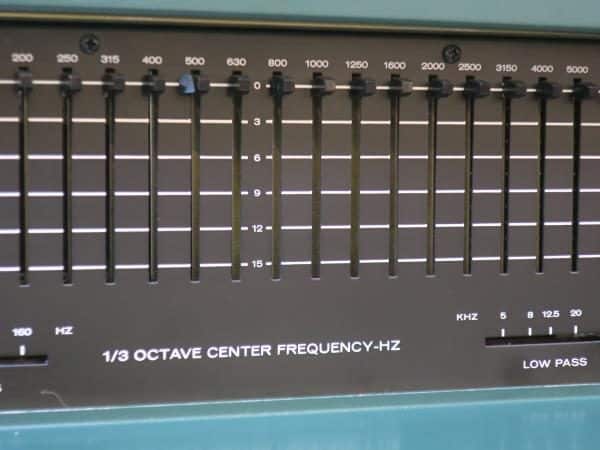 200 250 315 400 500 630 800 1000 1250 1600 2000 2500 3150 4000 5000
0
3
6
9
12
15
160 HZ
KHZ 5 8 12.5 20
1/3 OCTAVE CENTER FREQUENCY-HZ
LOW PASS